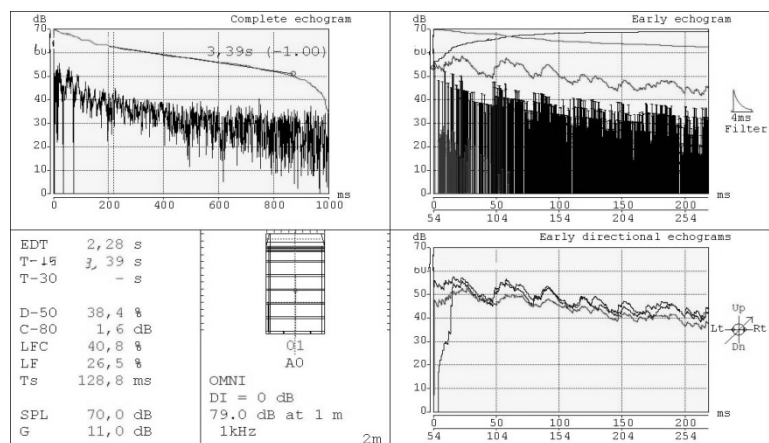 Complete echogram
dB
70
60
50
40
30
20
10
0
3,39s (-1.00)
0 200 400 600 800 1000
ms
Early echogram
dB
70
60
50
40
30
20
10
0
0 50 100 150 200
ms
54 104 154 204 254
4ms
Filter
EDT 2,28 s
T-15 3,39 s
T-30 - s
D-50 38,4 %
C-80 1,6 dB
LFC 40,8 %
LF 26,5 %
Ts 128,8 ms
SPL 70,0 dB
G 11,0 dB
01
A0
OMNI
DI = 0 dB
79.0 dB at 1 m
1kHz
2m
Early directional echograms
dB
70
60
50
40
30
20
10
0
0 50 100 150 200
ms
54 104 154 204 254
Up
Lt Rt
Dn